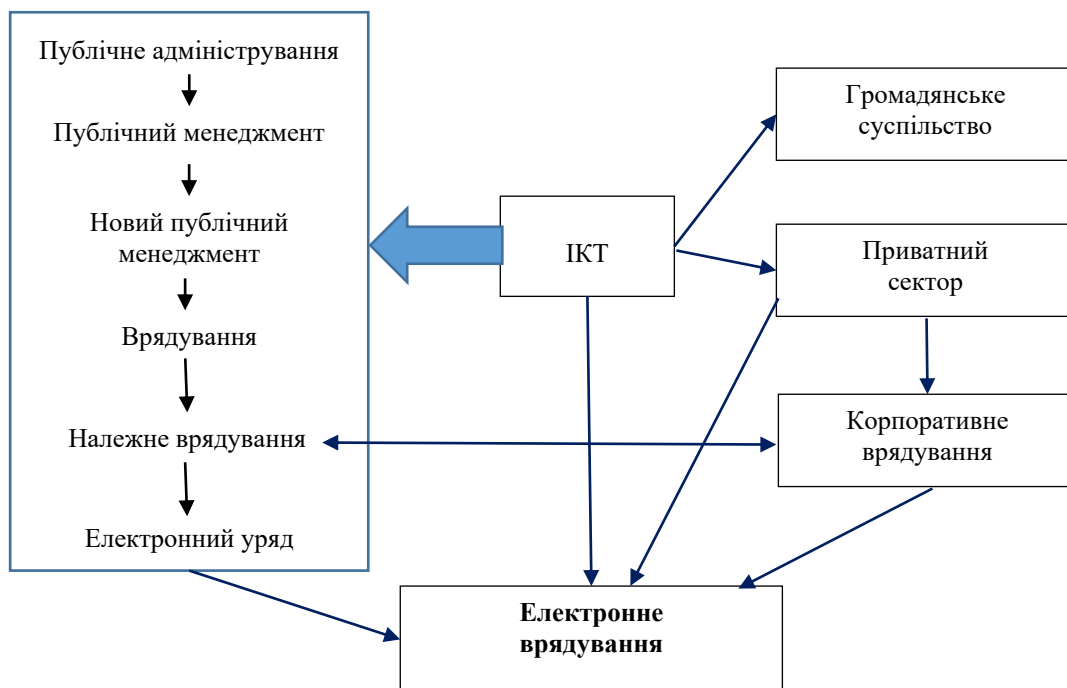 Публічне адміністрування
Публічний менеджмент
Новий публічний
менеджмент
Врядування
Належне врядування
Електронний уряд
ІКТ
Громадянське
суспільство
Приватний
сектор
Корпоративне
врядування
Електронне
врядування